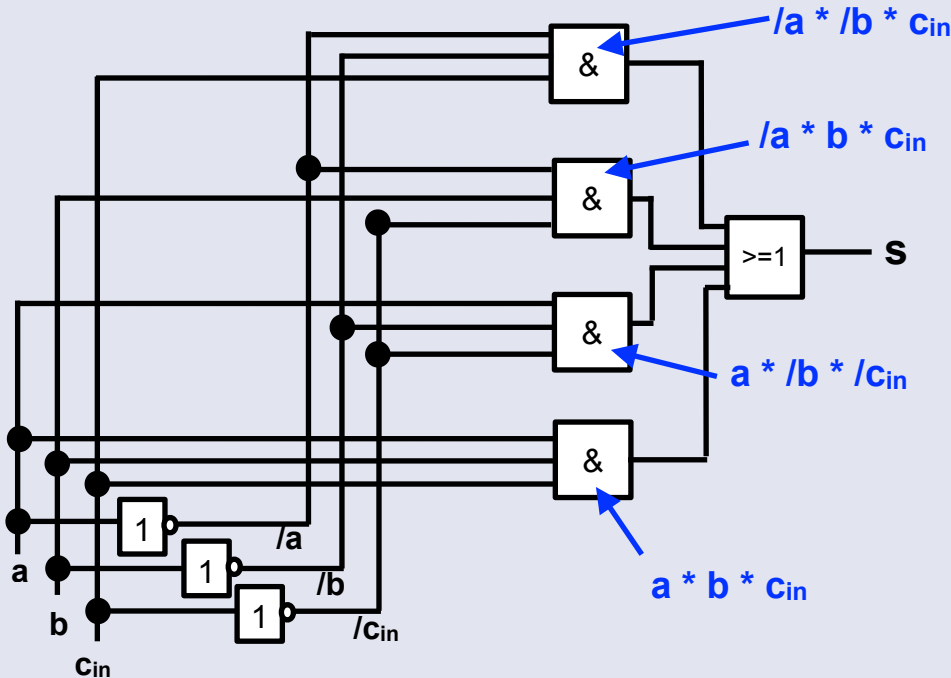 /a * /b * cin
&
/a * b * cin
&
>=1
s
&
a * /b * /cin
&
1
/a
a
1
/b
a * b * cin
b
1
/cin
cin